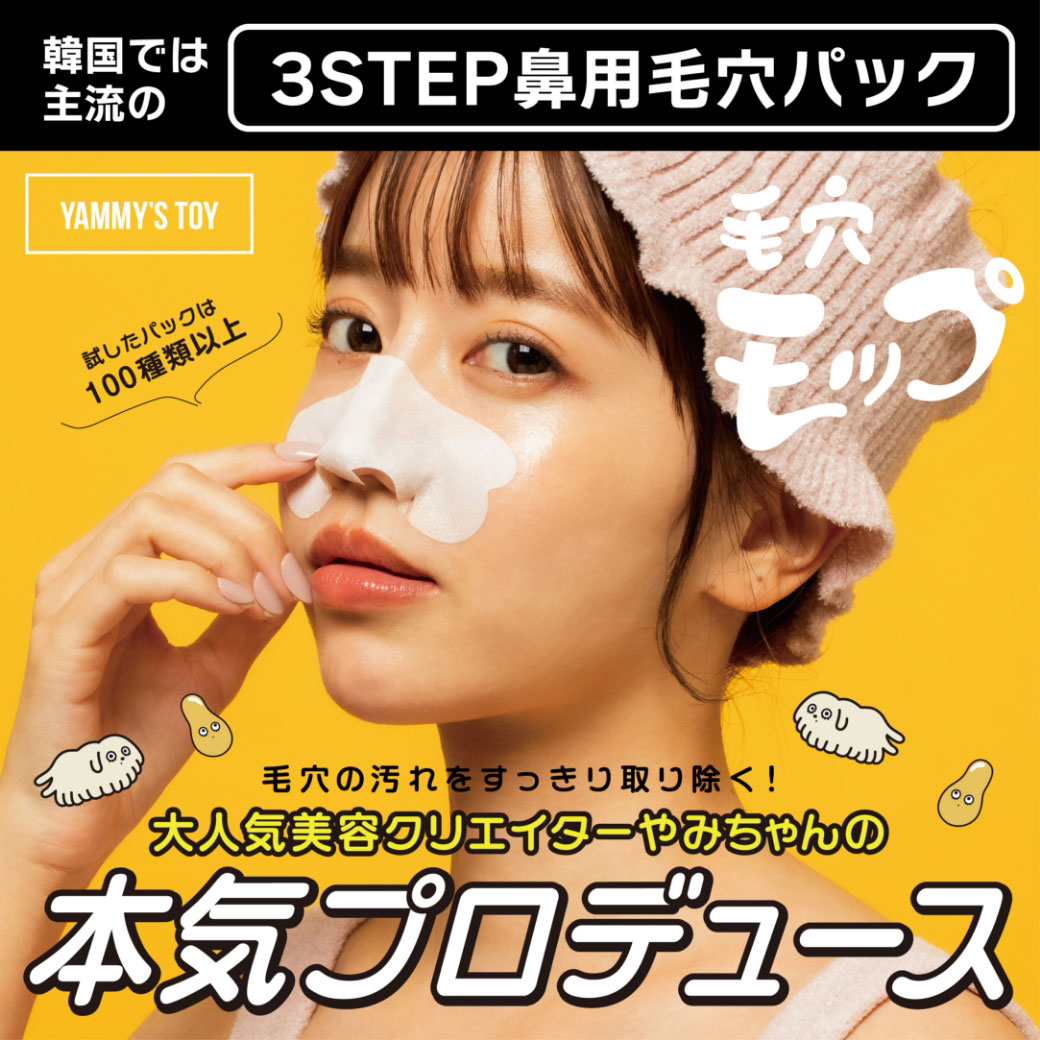 韓国では
主流の
3STEP鼻用毛穴パック
YAMMY'S TOY
毛穴
モップ
試したパックは
100種類以上
毛穴の汚れをすっきり取り除く!
大人気美容クリエイターやみちゃんの
本気プロデュース